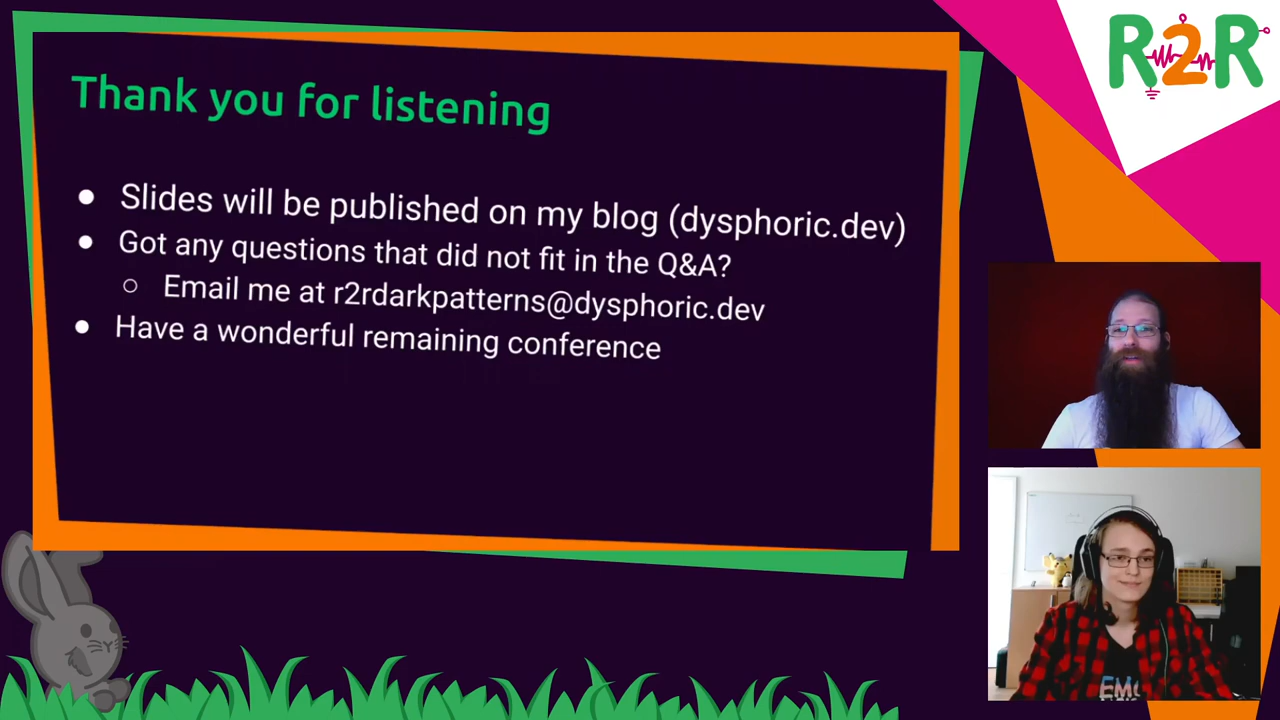 Thank you for listening
Slides will be published on my blog (dysphoric.dev)
Got any questions that did not fit in the Q&A?
Email me at r2rdarkpatterns@dysphoric.dev
Have a wonderful remaining conference
R2R